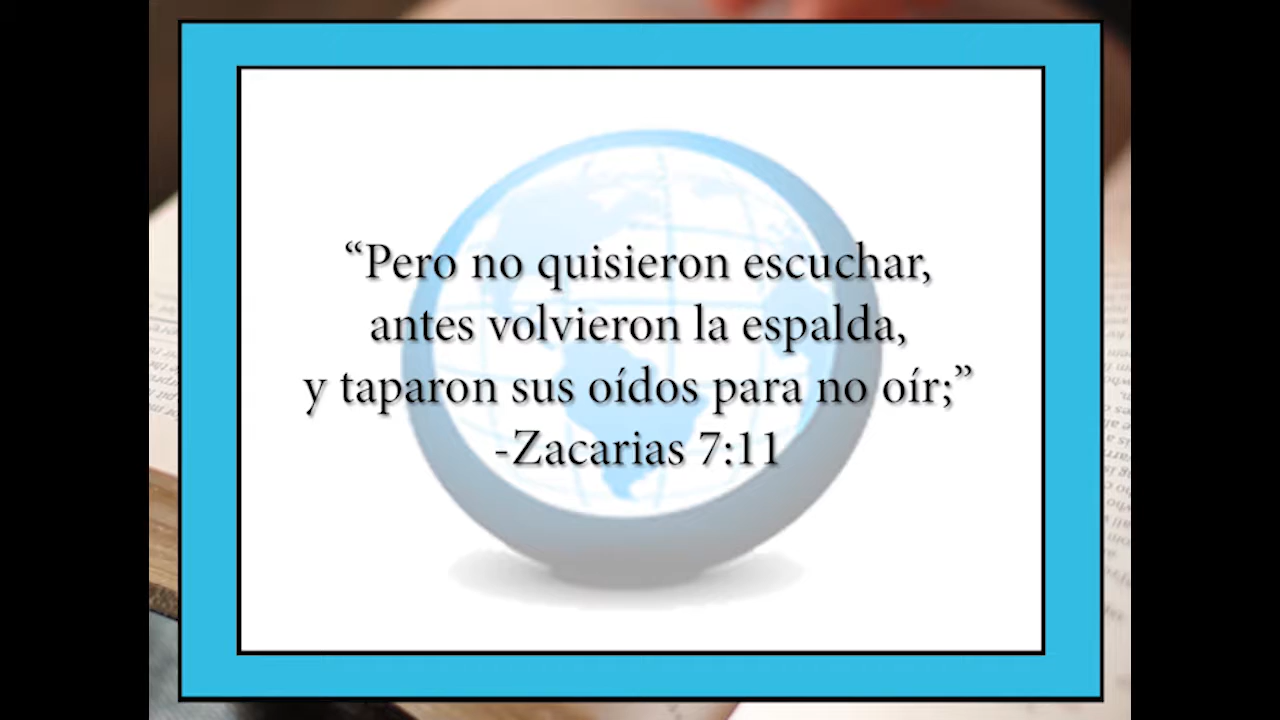 “Pero no quisieron escuchar,
antes volvieron la espalda,
y taparon sus oídos para no oír;”
-Zacarias 7:11